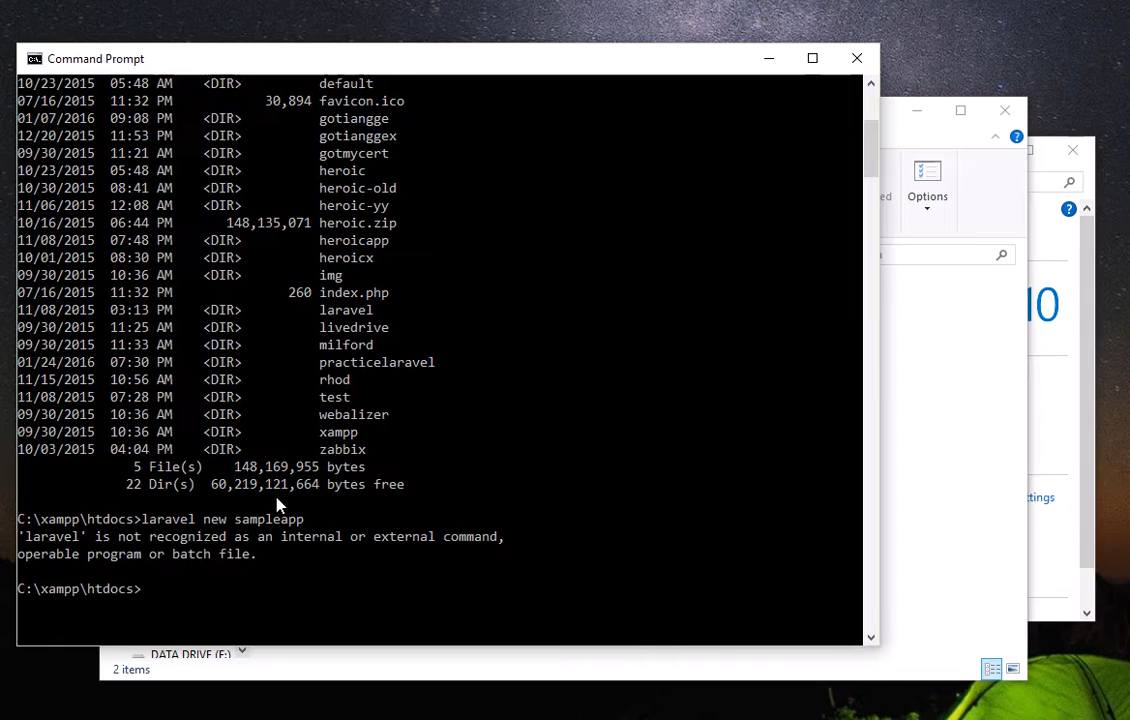 Command Prompt
10/23/2015  05:48 AM    <DIR>          default
07/16/2015  11:32 PM            30,894 favicon.ico
01/07/2016  09:08 PM    <DIR>          gotiangge
12/20/2015  11:53 PM    <DIR>          gotianggex
09/30/2015  11:21 AM    <DIR>          gotmycert
10/23/2015  05:48 AM    <DIR>          heroic
10/30/2015  08:41 AM    <DIR>          heroic-old
11/06/2015  12:08 AM    <DIR>          heroic-yy
10/16/2015  06:44 PM       148,135,071 heroic.zip
11/08/2015  07:48 PM    <DIR>          heroicapp
10/01/2015  08:30 PM    <DIR>          heroicx
09/30/2015  10:36 AM    <DIR>          img
07/16/2015  11:32 PM               260 index.php
11/08/2015  03:13 PM    <DIR>          laravel
09/30/2015  11:25 AM    <DIR>          livedrive
09/30/2015  11:33 AM    <DIR>          milford
01/24/2016  07:30 PM    <DIR>          practicelaravel
11/15/2015  10:56 AM    <DIR>          rhod
11/08/2015  07:28 PM    <DIR>          test
09/30/2015  10:36 AM    <DIR>          webalizer
09/30/2015  10:36 AM    <DIR>          xampp
10/03/2015  04:04 PM    <DIR>          zabbix
5 File(s)    148,169,955 bytes
22 Dir(s)  60,219,121,664 bytes free
C:\xampp\htdocs>laravel new sampleapp
'laravel' is not recognized as an internal or external command,
operable program or batch file.
C:\xampp\htdocs>
ed
Options
10
ettings
DATA DRIVE (F:)
2 items